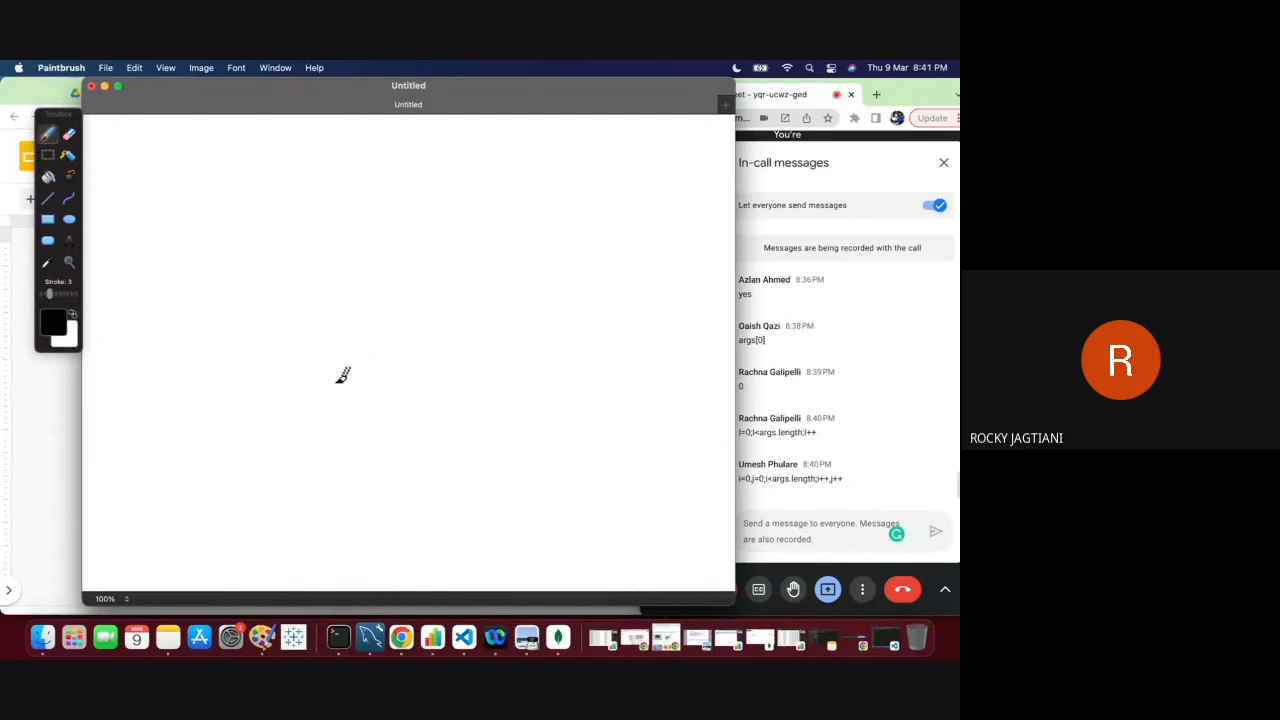 Paintbrush File Edit View Image Font Window Help Thu 9 Mar 8:41 PM
Untitled
Untitled
eet - yqr-ucwz-ged
Update
You're
Toolbox
Stroke: 3
In-call messages
Let everyone send messages
Messages are being recorded with the call
Azlan Ahmed 8:36 PM
yes
Oaish Qazi 8:38 PM
args[0]
Rachna Galipelli 8:39 PM
0
Rachna Galipelli 8:40 PM
I=0;I<args.length;I++
Umesh Phulare 8:40 PM
i=0,j=0;i<args.length;i++,j++
Send a message to everyone. Messages
are also recorded.
100%
R
ROCKY JAGTIANI
9